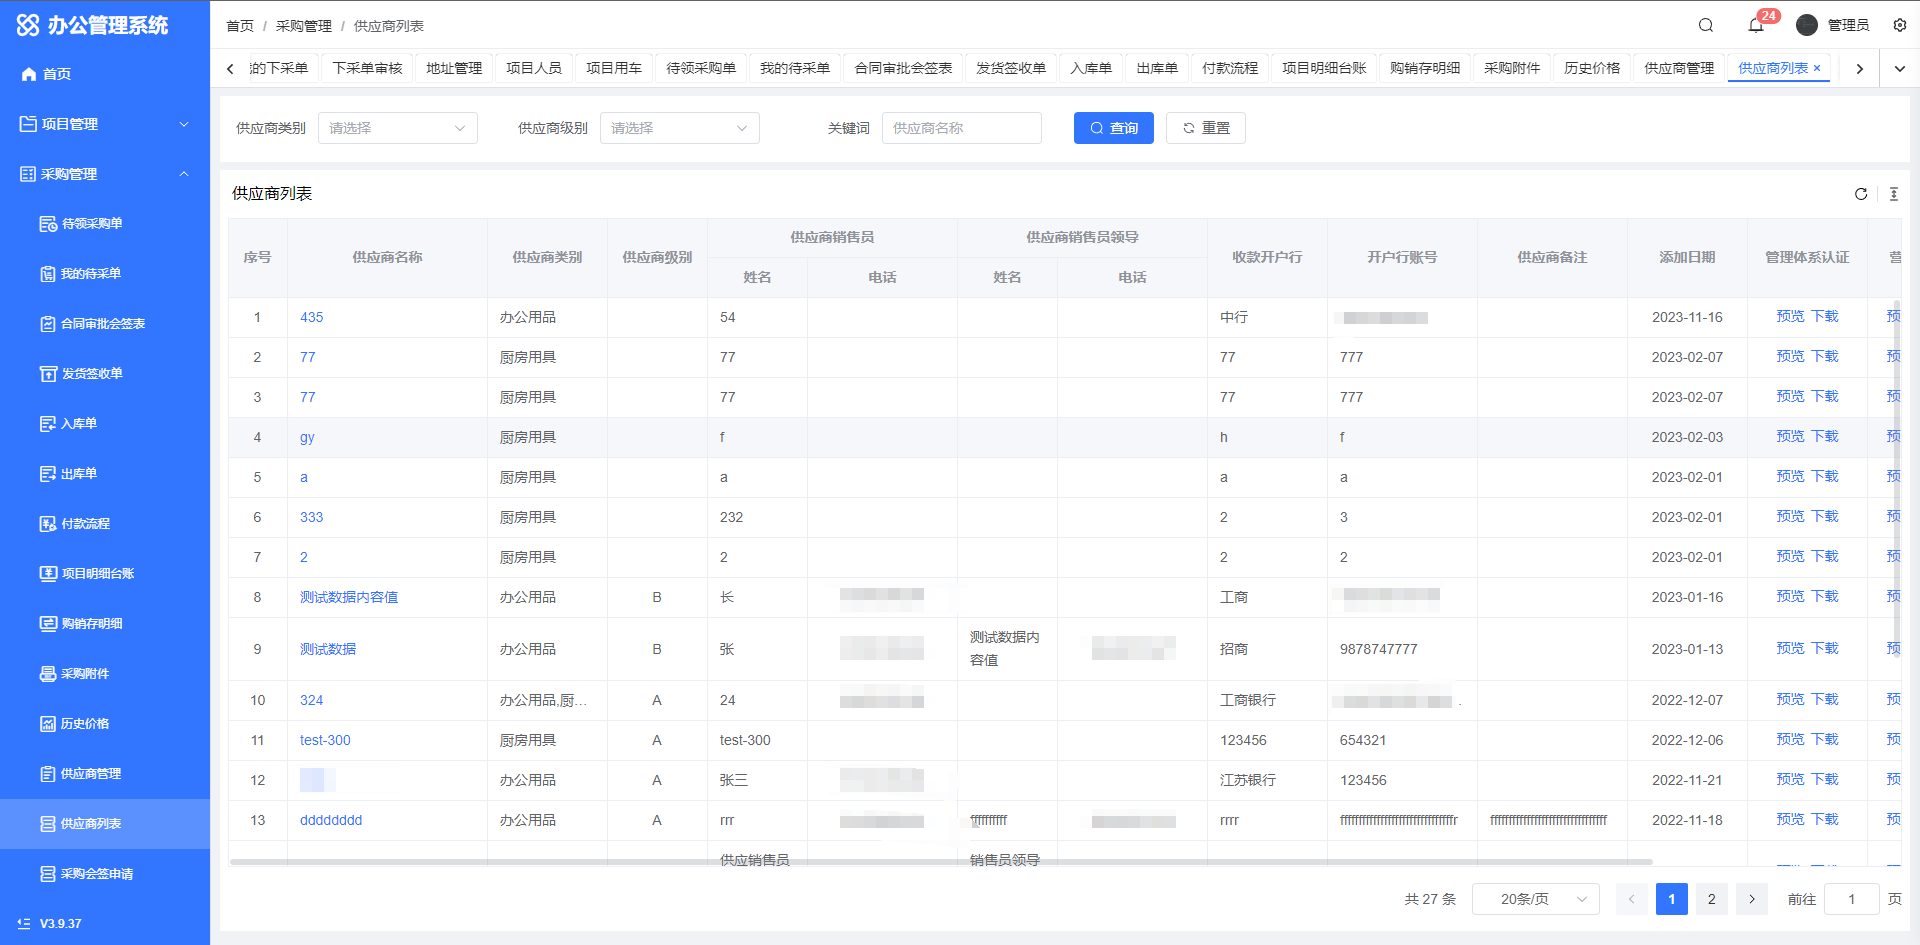 办公管理系统
首页 / 采购管理 / 供应商列表
24
管理员
的下采单 下采单审核 地址管理 项目人员 项目用车 待领采购单 我的待采单 合同审批会签表 发货签收单 入库单 出库单 付款流程 项目明细台账 购销存明细 采购附件 历史价格 供应商管理 供应商列表 ×
首页
项目管理
采购管理
待领采购单
我的待采单
合同审批会签表
发货签收单
入库单
出库单
付款流程
项目明细台账
购销存明细
采购附件
历史价格
供应商管理
供应商列表
采购会签申请
V3.9.37
供应商类别 请选择 供应商级别 请选择 关键词 供应商名称 查询 重置
供应商列表
序号 供应商名称 供应商类别 供应商级别 供应商销售员 供应商销售员领导 收款开户行 开户行账号 供应商备注 添加日期 管理体系认证 营
姓名 电话 姓名 电话
1 435 办公用品 54 中行 2023-11-16 预览 下载 预
2 77 厨房用具 77 77 777 2023-02-07 预览 下载 预
3 77 厨房用具 77 77 777 2023-02-07 预览 下载 预
4 gy 厨房用具 f h f 2023-02-03 预览 下载 预
5 a 厨房用具 a a a 2023-02-01 预览 下载 预
6 333 厨房用具 232 2 3 2023-02-01 预览 下载 预
7 2 厨房用具 2 2 2 2023-02-01 预览 下载 预
8 测试数据内容值 办公用品 B 长 工商 2023-01-16 预览 下载 预
9 测试数据 办公用品 B 张 测试数据内容值 招商 9878747777 2023-01-13 预览 下载 预
10 324 办公用品,厨... A 24 工商银行 2022-12-07 预览 下载 预
11 test-300 厨房用具 A test-300 123456 654321 2022-12-06 预览 下载 预
12 办公用品 A 张三 江苏银行 123456 2022-11-21 预览 下载 预
13 dddddddd 办公用品 A rrr rrrr 2022-11-18 预览 下载 预
供应销售员 销售员领导
共 27 条 20条/页 1 2 前往 1 页